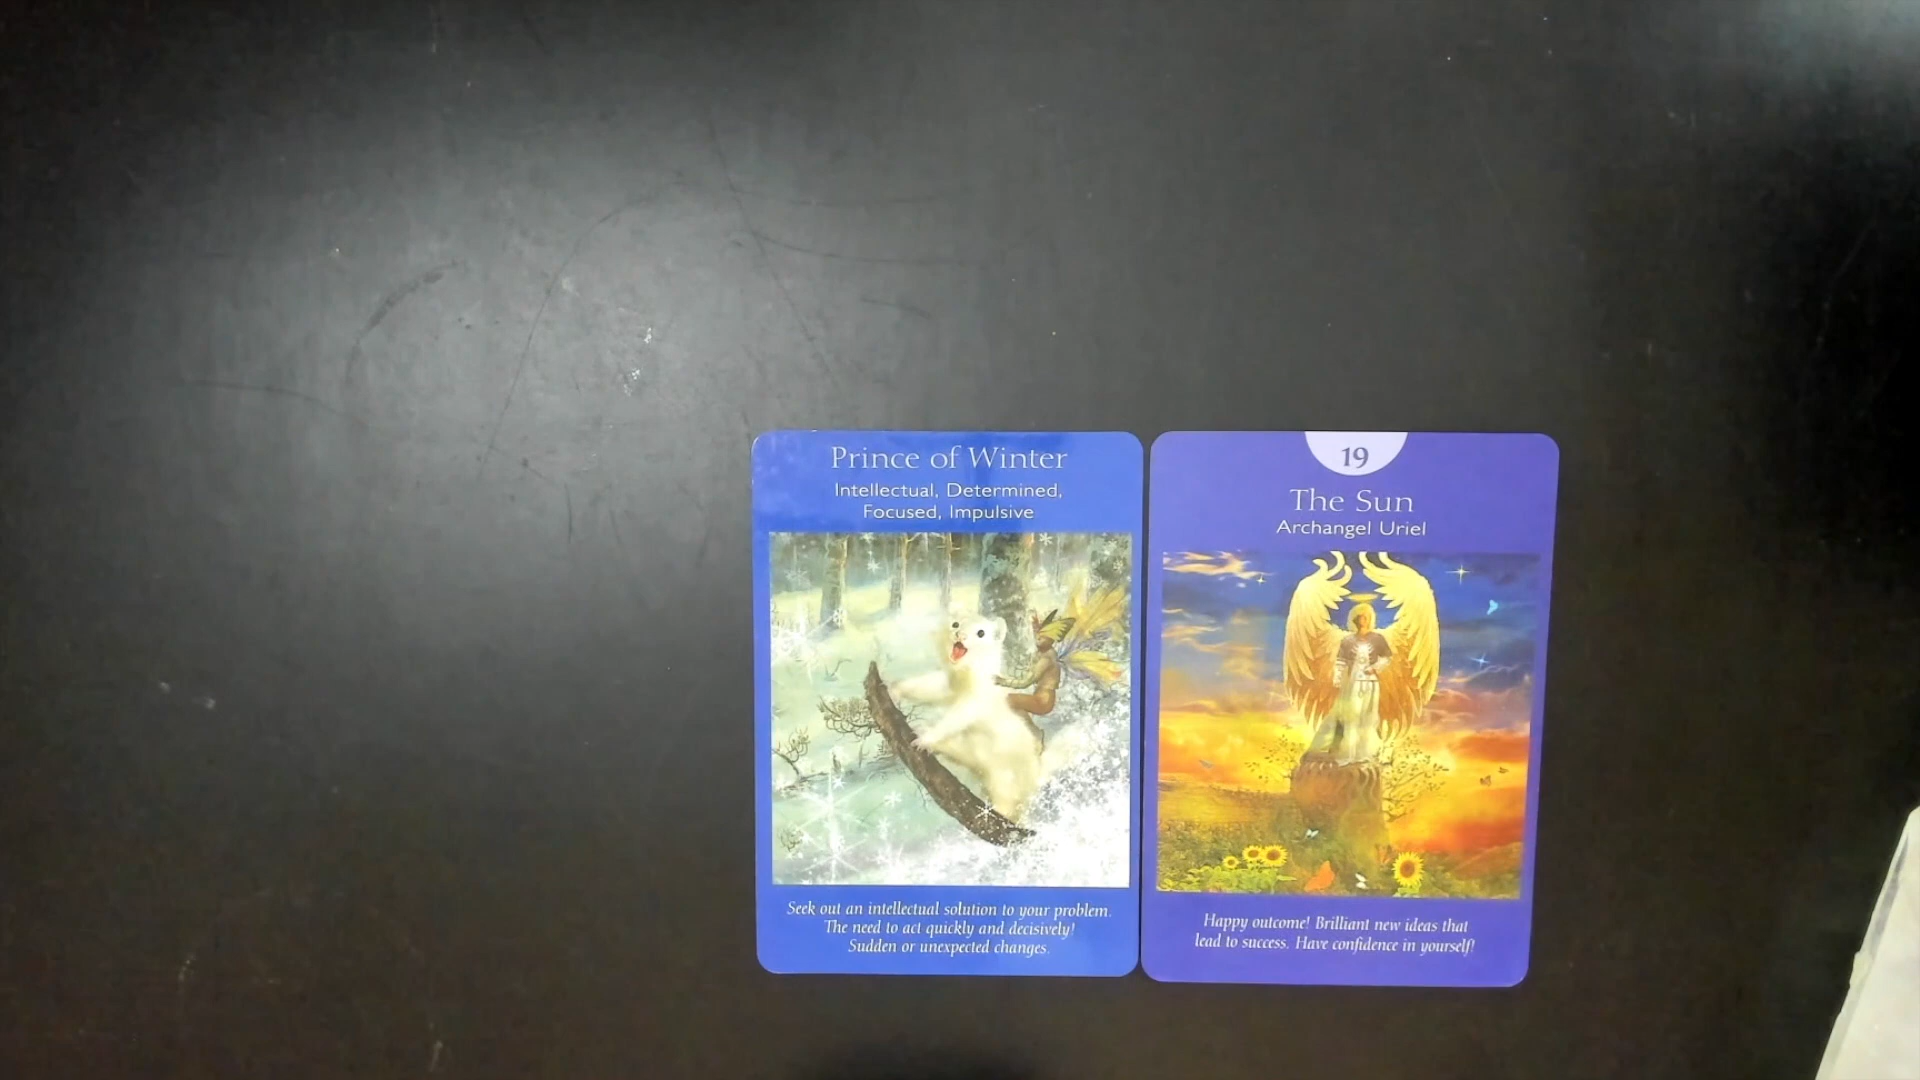 Prince of Winter
Intellectual, Determined,
Focused, Impulsive
Seek out an intellectual solution to your problem.
The need to act quickly and decisively!
Sudden or unexpected changes.
19
The Sun
Archangel Uriel
Happy outcome! Brilliant new ideas that
lead to success. Have confidence in yourself!